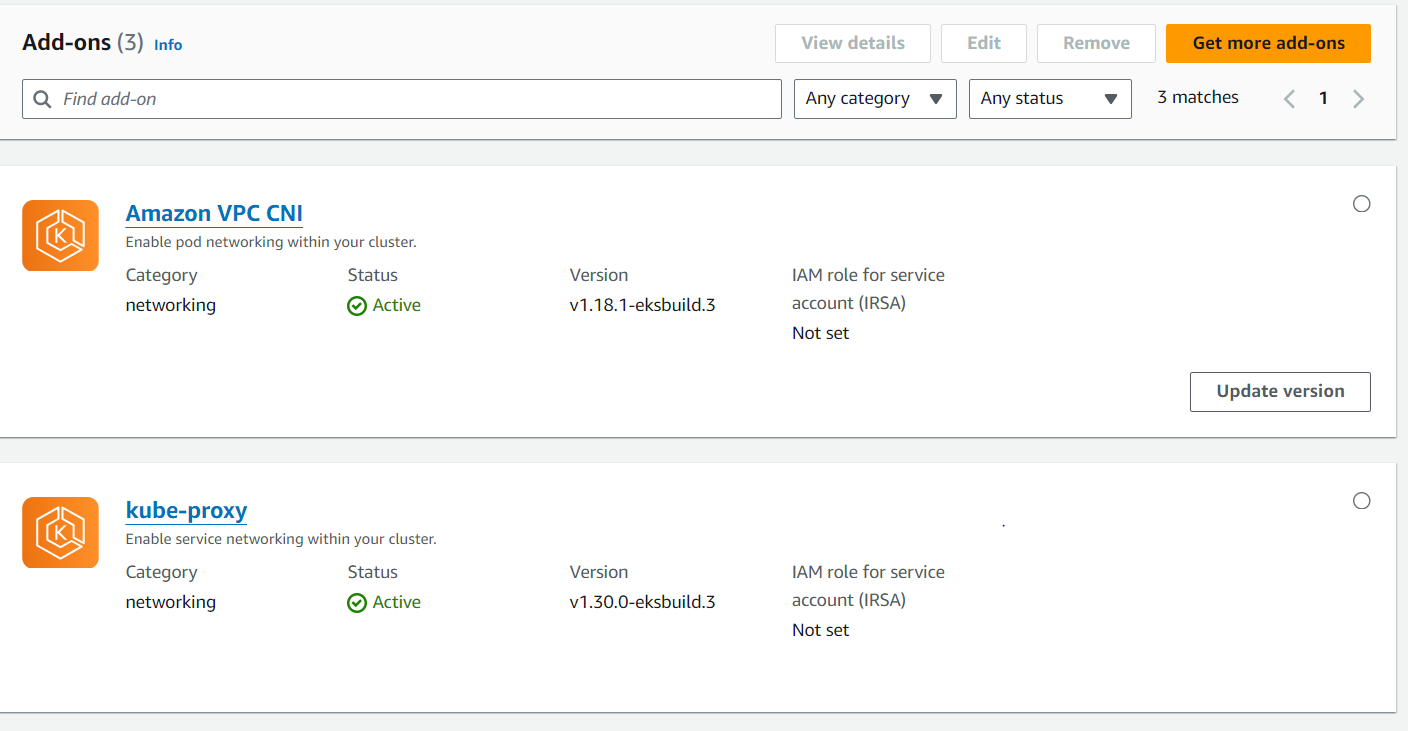 Add-ons (3) Info View details Edit Remove Get more add-ons
Find add-on Any category Any status 3 matches 1
Amazon VPC CNI
Enable pod networking within your cluster.
Category Status Version IAM role for service account (IRSA)
networking Active v1.18.1-eksbuild.3 Not set
Update version
kube-proxy
Enable service networking within your cluster.
Category Status Version IAM role for service account (IRSA)
networking Active v1.30.0-eksbuild.3 Not set